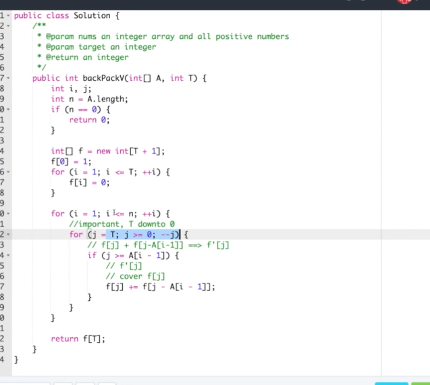 1 public class Solution {
2 /**
3 * @param nums an integer array and all positive numbers
4 * @param target an integer
5 * @return an integer
6 */
7 public int backPackV(int[] A, int T) {
8 int i, j;
9 int n = A.length;
0 if (n == 0) {
1 return 0;
2 }
3
4 int[] f = new int[T + 1];
5 f[0] = 1;
6 for (i = 1; i <= T; ++i) {
7 f[i] = 0;
8 }
9
0 for (i = 1; i <= n; ++i) {
1 //important, T downto 0
2 for (j = T; j >= 0; --j) {
3 // f[j] + f[j-A[i-1]] ==> f'[j]
4 if (j >= A[i - 1]) {
5 // f'[j]
6 // cover f[j]
7 f[j] += f[j - A[i - 1]];
8 }
9 }
0 }
1
2 return f[T];
3 }
4 }